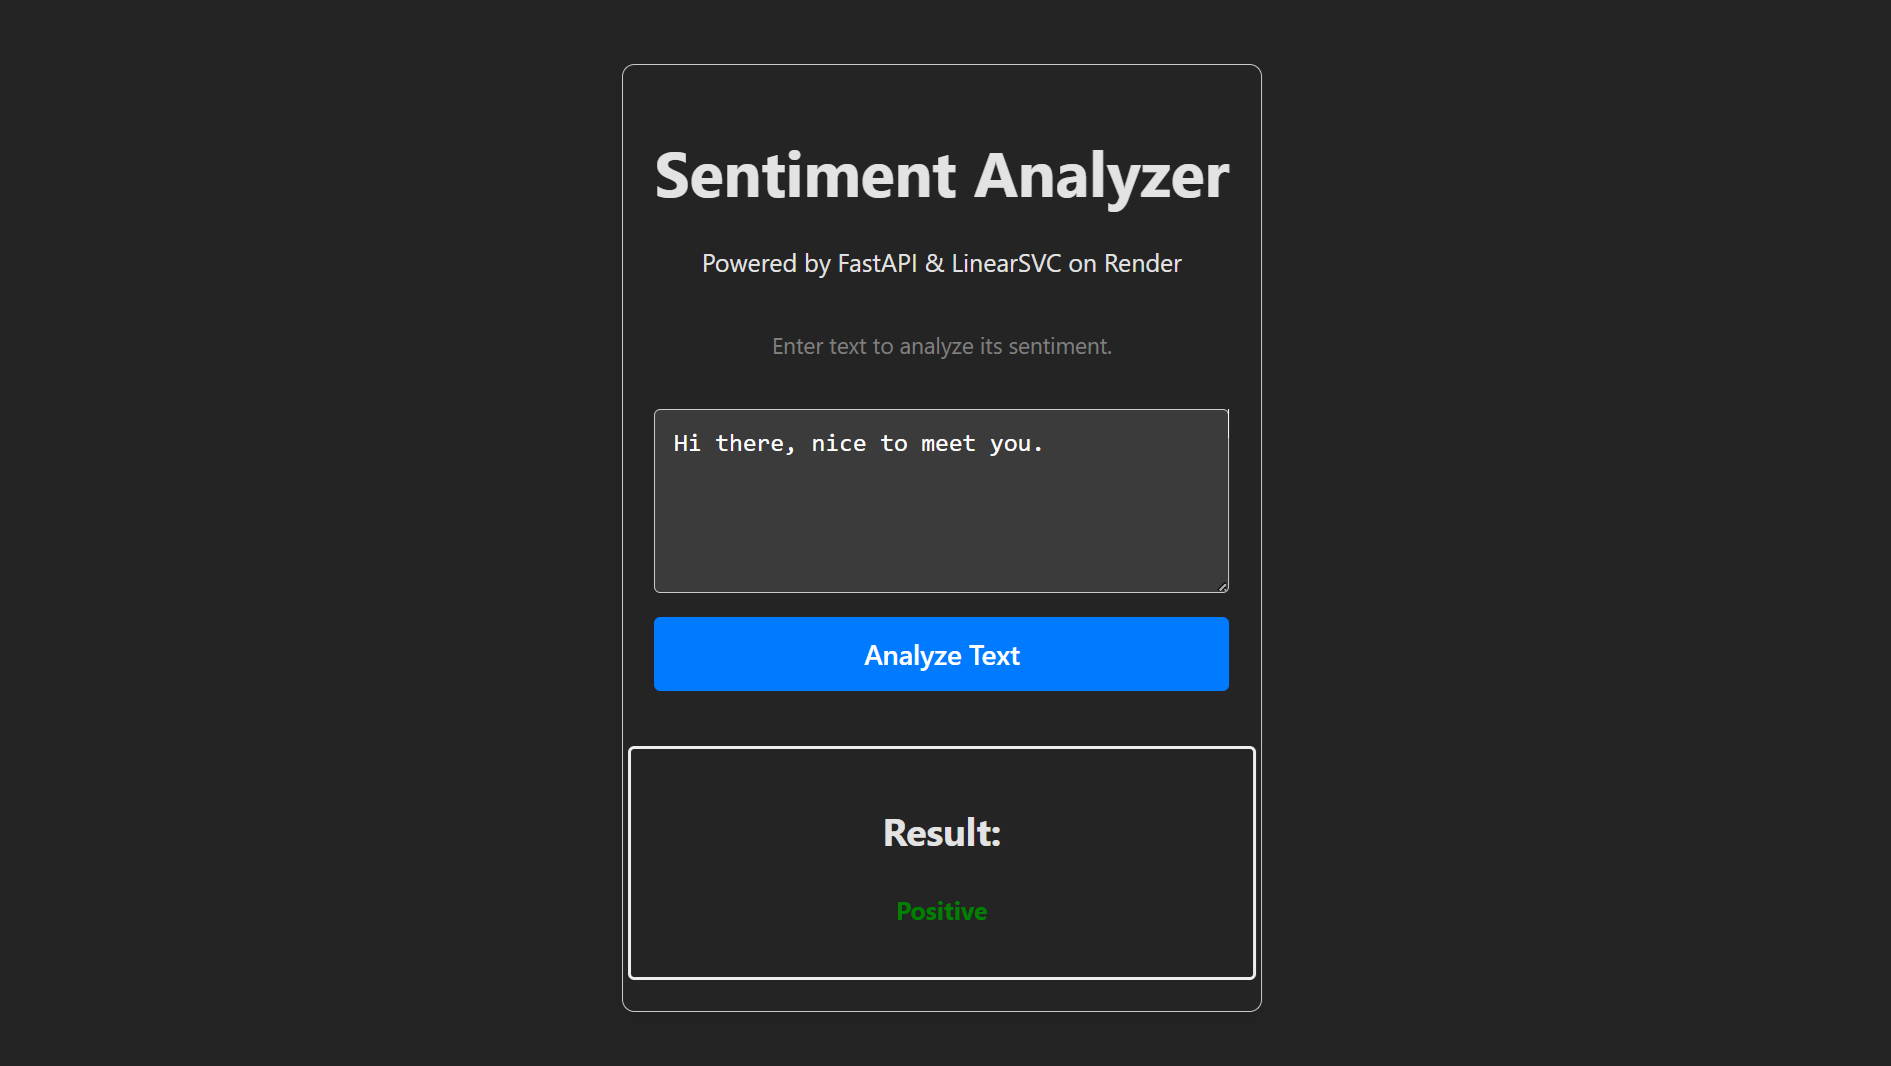 Sentiment Analyzer
Powered by FastAPI & LinearSVC on Render
Enter text to analyze its sentiment.
Hi there, nice to meet you.
Analyze Text
Result:
Positive